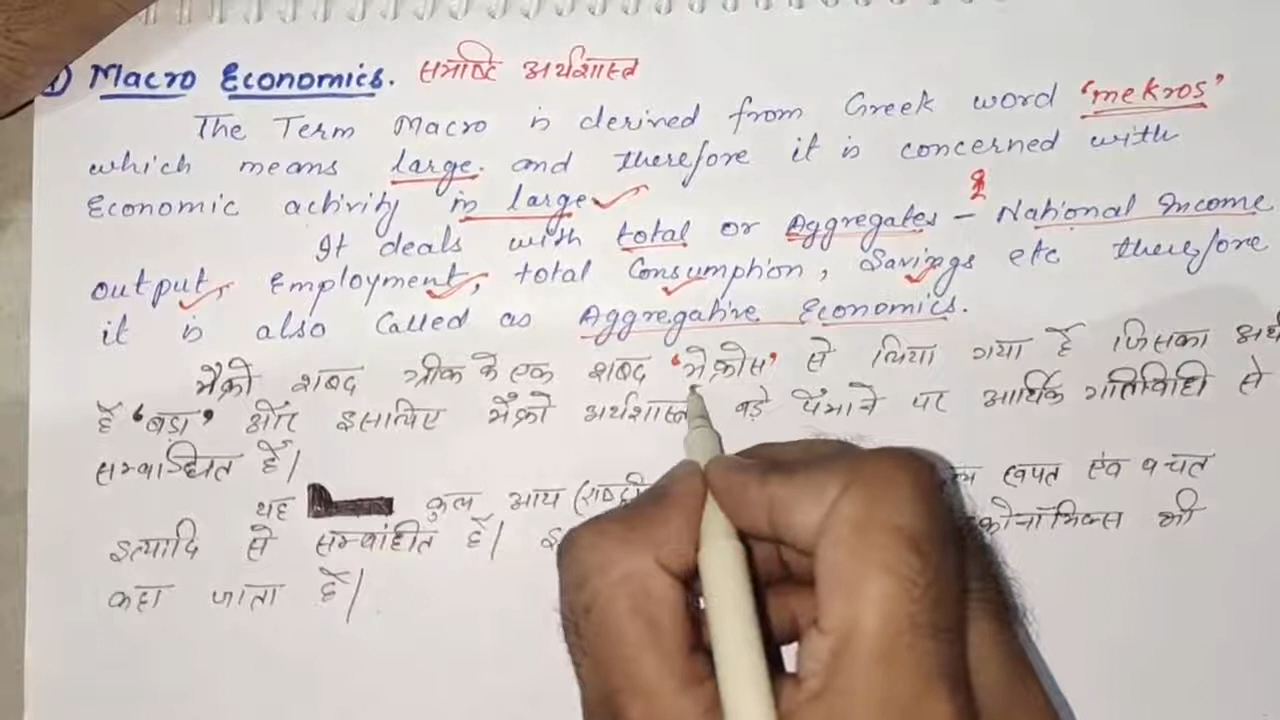 Macro Economics. समष्टि अर्थशास्त्र
The Term Macro is derived from Greek word 'mekros'
which means large. and therefore it is concerned with
Economic activity in large
It deals with total or Aggregates - National Income
output, Employment, total Consumption, Savings etc therefore
it is also Called as Aggregative Economics.
मैक्रो शब्द ग्रीक के एक शब्द 'मेक्रोस' से लिया गया है जिसका अर्थ
है 'बड़ा' और इसलिए मैक्रो अर्थशास्त्र बड़े पैमाने पर आर्थिक गतिविधि से
सम्बन्धित है।
यह कुल आय खपत एंव बचत
इत्यादि से सम्बंधीत है। भी
कहा जाता है।